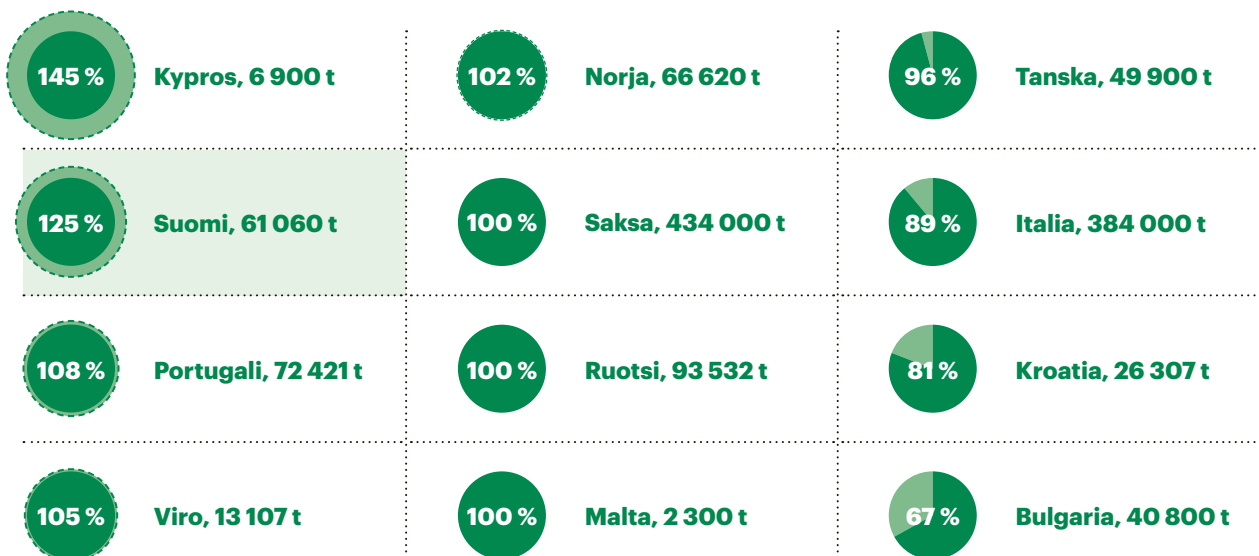 145 % Kypros, 6 900 t
125 % Suomi, 61 060 t
108 % Portugali, 72 421 t
105 % Viro, 13 107 t
102 % Norja, 66 620 t
100 % Saksa, 434 000 t
100 % Ruotsi, 93 532 t
100 % Malta, 2 300 t
96 % Tanska, 49 900 t
89 % Italia, 384 000 t
81 % Kroatia, 26 307 t
67 % Bulgaria, 40 800 t